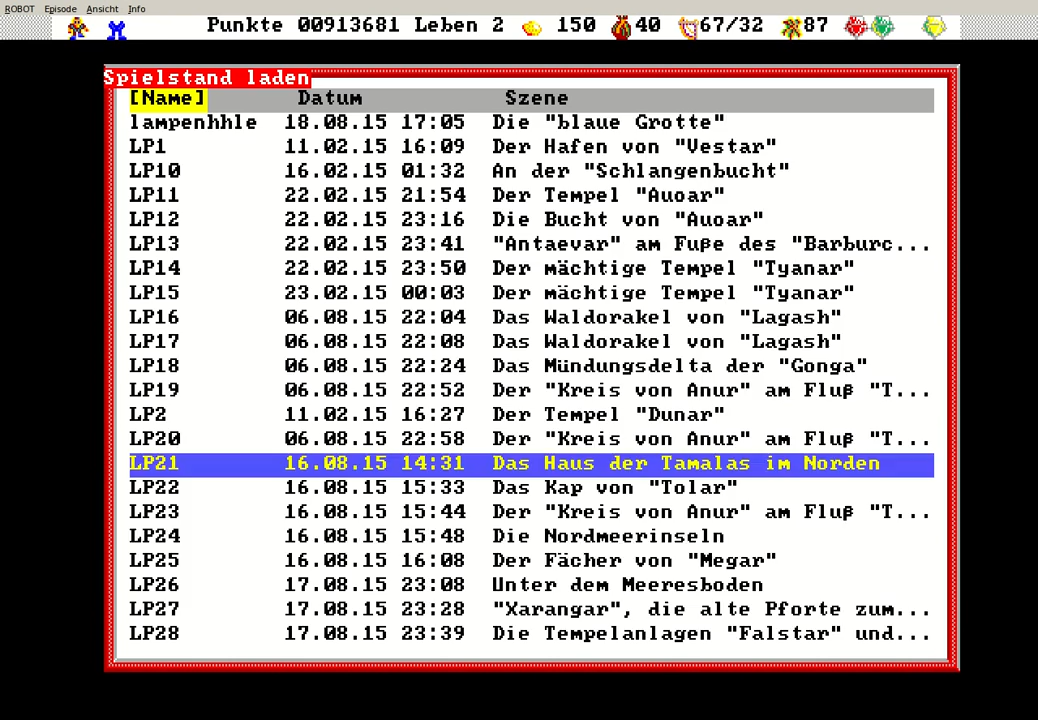 ROBOT Episode Ansicht Info
Punkte 00913681 Leben 2 150 40 67/32 87
Spielstand laden
[Name] Datum Szene
lampenhhle 18.08.15 17:05 Die "blaue Grotte"
LP1 11.02.15 16:09 Der Hafen von "Vestar"
LP10 16.02.15 01:32 An der "Schlangenbucht"
LP11 22.02.15 21:54 Der Tempel "Auoar"
LP12 22.02.15 23:16 Die Bucht von "Auoar"
LP13 22.02.15 23:41 "Antaevar" am Fuße des "Barburc...
LP14 22.02.15 23:50 Der mächtige Tempel "Tyanar"
LP15 23.02.15 00:03 Der mächtige Tempel "Tyanar"
LP16 06.08.15 22:04 Das Waldorakel von "Lagash"
LP17 06.08.15 22:08 Das Waldorakel von "Lagash"
LP18 06.08.15 22:24 Das Mündungsdelta der "Gonga"
LP19 06.08.15 22:52 Der "Kreis von Anur" am Fluß "T...
LP2 11.02.15 16:27 Der Tempel "Dunar"
LP20 06.08.15 22:58 Der "Kreis von Anur" am Fluß "T...
LP21 16.08.15 14:31 Das Haus der Tamalas im Norden
LP22 16.08.15 15:33 Das Kap von "Tolar"
LP23 16.08.15 15:44 Der "Kreis von Anur" am Fluß "T...
LP24 16.08.15 15:48 Die Nordmeerinseln
LP25 16.08.15 16:08 Der Fächer von "Megar"
LP26 17.08.15 23:08 Unter dem Meeresboden
LP27 17.08.15 23:28 "Xarangar", die alte Pforte zum...
LP28 17.08.15 23:39 Die Tempelanlagen "Falstar" und...